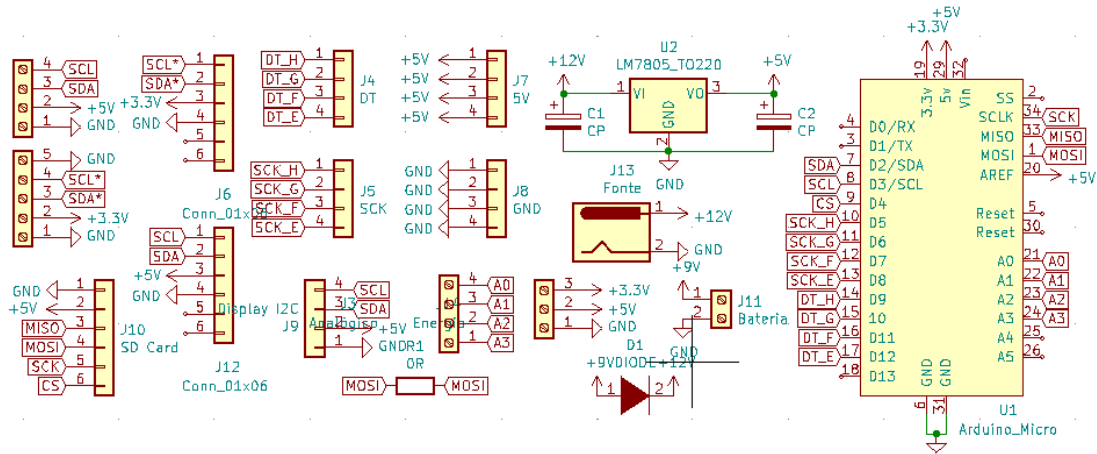 4 SCL
3 SDA
2 +5V
1 GND
5 GND
4 SCL*
3 SDA*
2 +3.3V
1 GND
SCL* 1
SDA* 2
+3.3V 3
GND 4
5
6
J6
Conn_01x06
SCL 1
SDA 2
+5V 3
GND 4
5
6
J12
Conn_01x06
GND 1
+5V 2
MISO 3
MOSI 4
SCK 5
CS 6
J10
SD Card
DT_H 1
DT_G 2
DT_F 3
DT_E 4
J4
DT
SCK_H 1
SCK_G 2
SCK_F 3
SCK_E 4
J5
SCK
+5V 1
+5V 2
+5V 3
+5V 4
J7
5V
GND 1
GND 2
GND 3
GND 4
J8
GND
Display I2C
J9
4 SCL
3 SDA
2 +5V
1 GND
J3
Analógico
R1
0R
MOSI MOSI
Energia
4 A0
3 A1
2 A2
1 A3
3 +3.3V
2 +5V
1 GND
U2
LM7805_TO220
+12V
+5V
1 VI VO 3
GND
2
C1
CP
C2
CP
GND
J13
Fonte
1 +12V
2 GND
+9V
1
2
GND
J11
Bateria
D1
+9V DIODE +12V
1 2
+5V
+3.3V
19 29 32
3.3v 5v Vin
4 D0/RX
3 D1/TX
SDA 7 D2/SDA
SCL 8 D3/SCL
CS 9 D4
SCK_H 10 D5
SCK_G 11 D6
SCK_F 12 D7
SCK_E 13 D8
DT_H 14 D9
DT_G 15 10
DT_F 16 D11
DT_E 17 D12
18 D13
SS 2
SCLK 34 SCK
MISO 33 MISO
MOSI 1 MOSI
AREF 20 +5V
Reset 5
Reset 30
A0 21 A0
A1 22 A1
A2 23 A2
A3 24 A3
A4 25
A5 26
GND GND
6 31
U1
Arduino_Micro